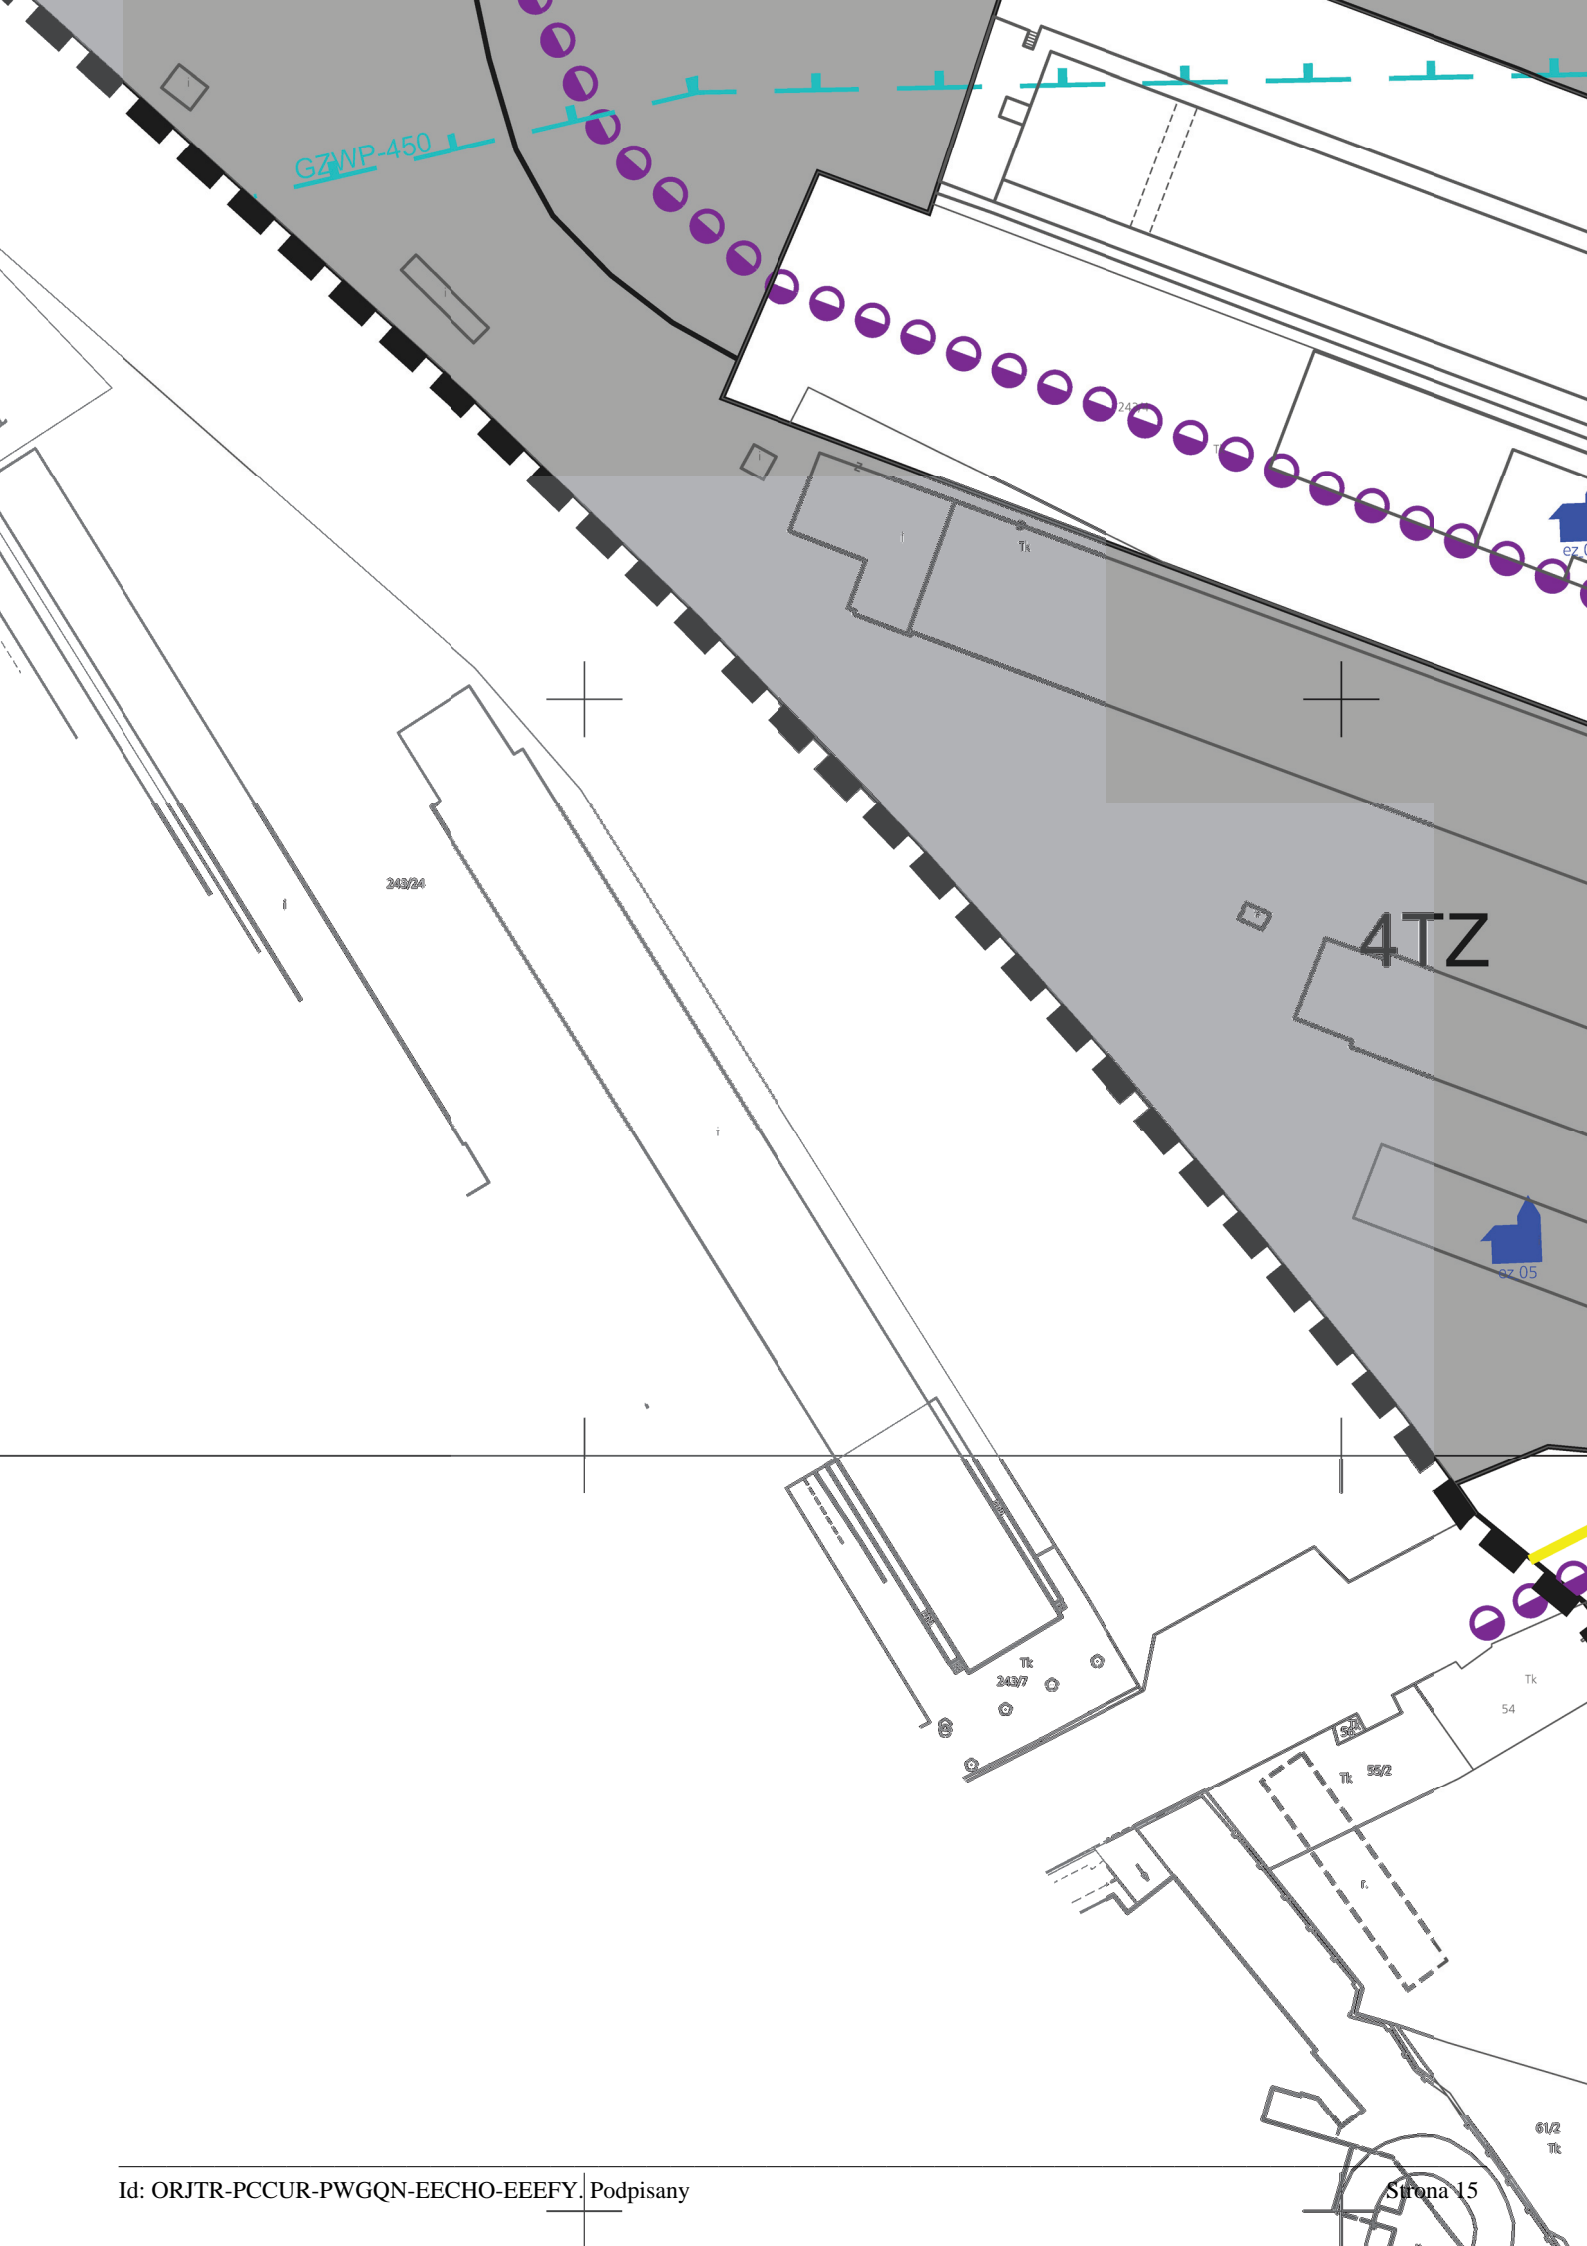 GZWP-450
Tk
243/24
4TZ
ez 05
Tk
243/7
Tk
54
Tk
55/2
r.
61/2
Tk
Id: ORJTR-PCCUR-PWGQN-EECHO-EEEFY. Podpisany
Strona 15